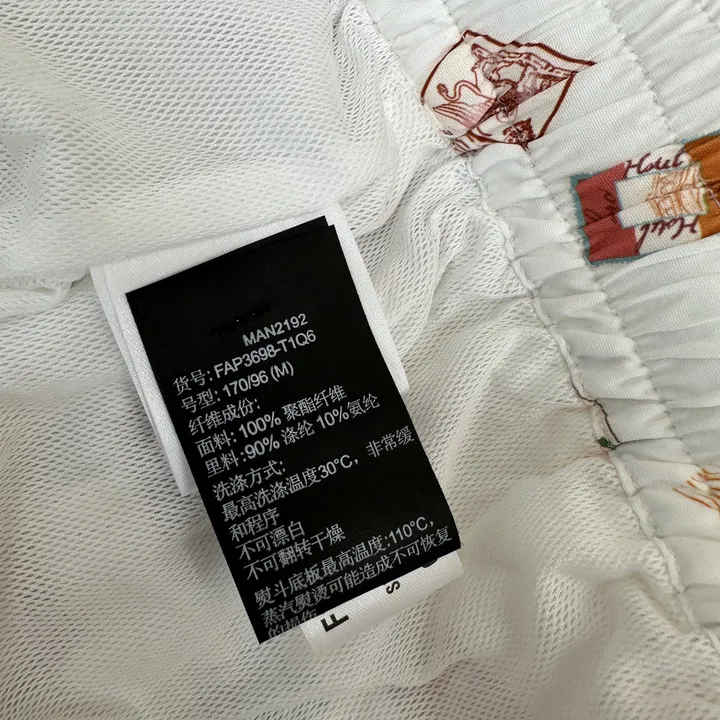 MAN2192
货号: FAP3698-T1Q6
号型: 170/96 (M)
纤维成份:
面料: 100% 聚酯纤维
里料: 90% 涤纶 10%氨纶
洗涤方式:
最高洗涤温度30°C，非常缓
和程序
不可漂白
不可翻转干燥
熨斗底板最高温度:110°C，
蒸汽熨烫可能造成不可恢复
的损伤
F
s